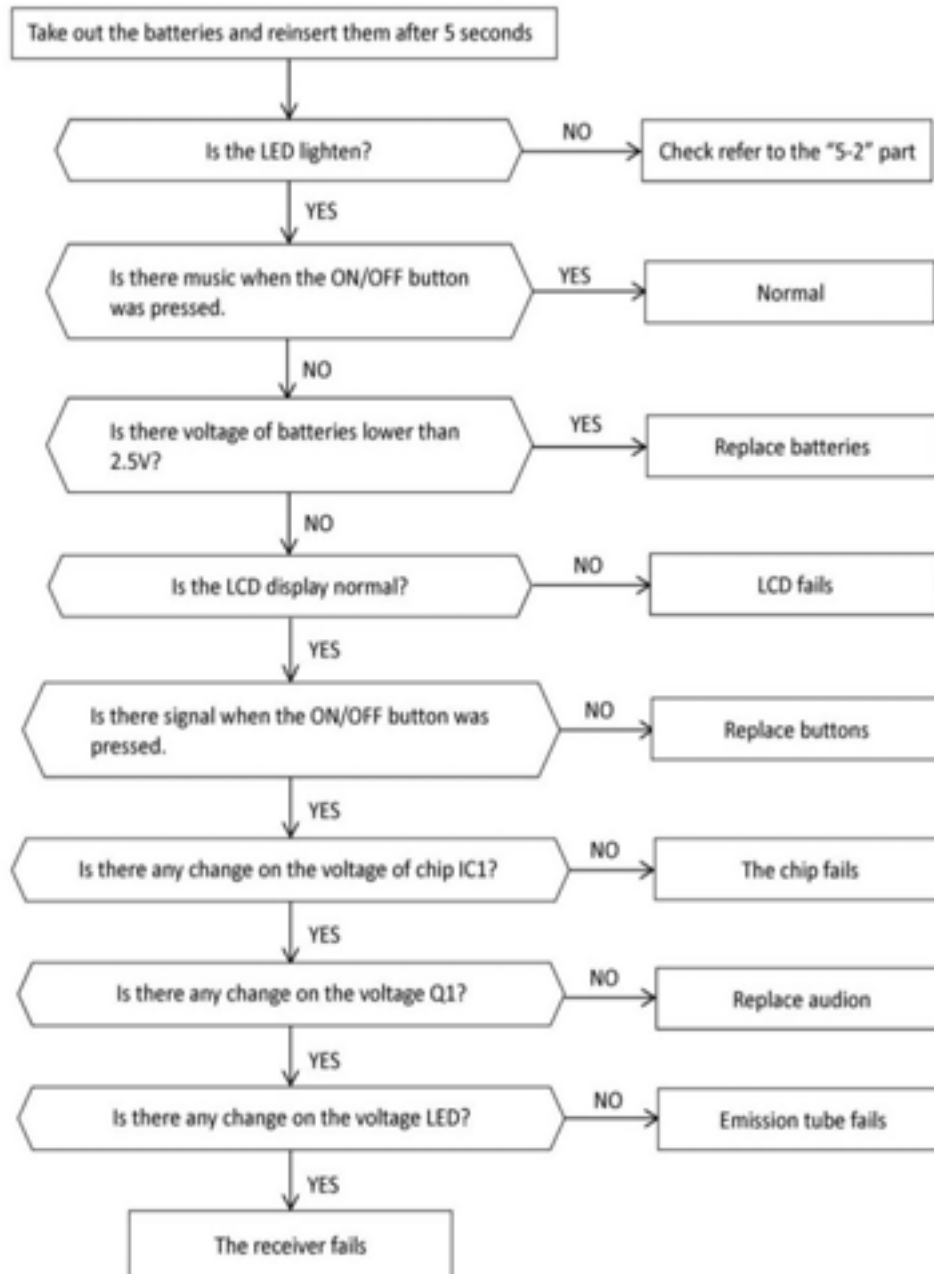 Take out the batteries and reinsert them after 5 seconds
Is the LED lighten?
NO
Check refer to the "5-2" part
YES
Is there music when the ON/OFF button
was pressed.
YES
Normal
NO
Is there voltage of batteries lower than
2.5V?
YES
Replace batteries
NO
Is the LCD display normal?
NO
LCD fails
YES
Is there signal when the ON/OFF button was
pressed.
NO
Replace buttons
YES
Is there any change on the voltage of chip IC1?
NO
The chip fails
YES
Is there any change on the voltage Q1?
NO
Replace audion
YES
Is there any change on the voltage LED?
NO
Emission tube fails
YES
The receiver fails